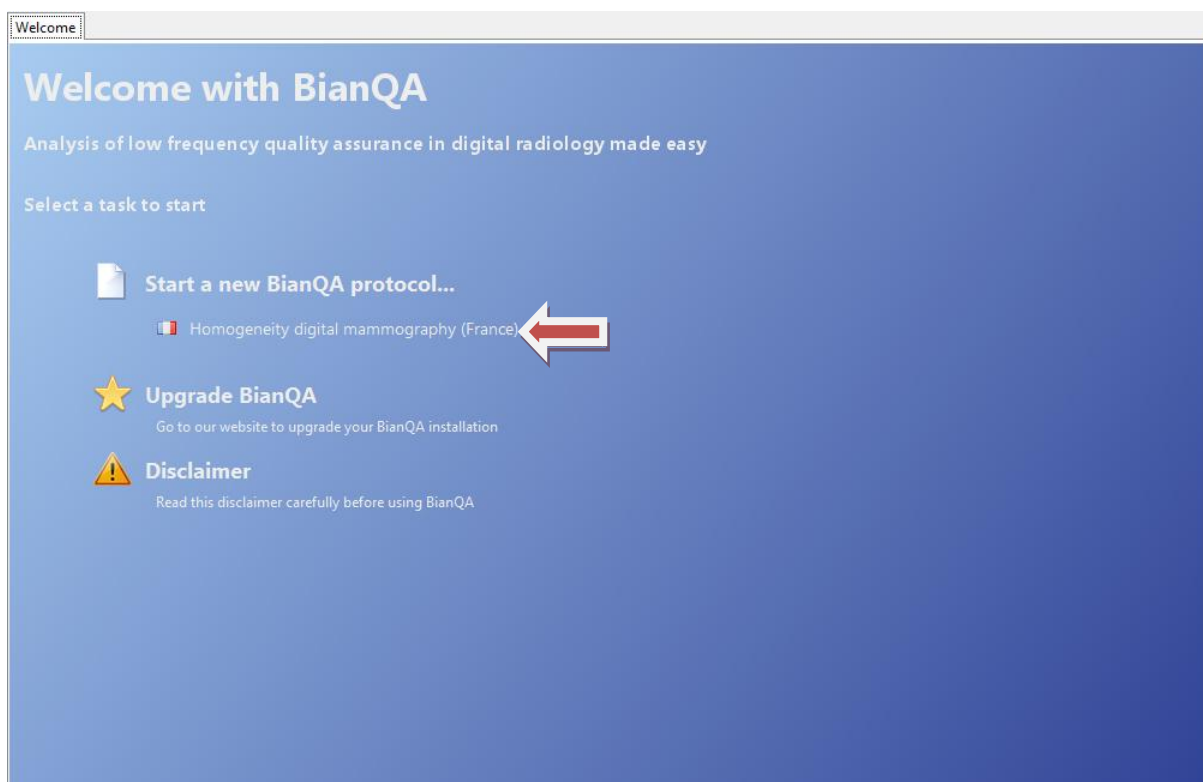 Welcome
Welcome with BianQA
Analysis of low frequency quality assurance in digital radiology made easy
Select a task to start
Start a new BianQA protocol...
Homogeneity digital mammography (France)
Upgrade BianQA
Go to our website to upgrade your BianQA installation
Disclaimer
Read this disclaimer carefully before using BianQA